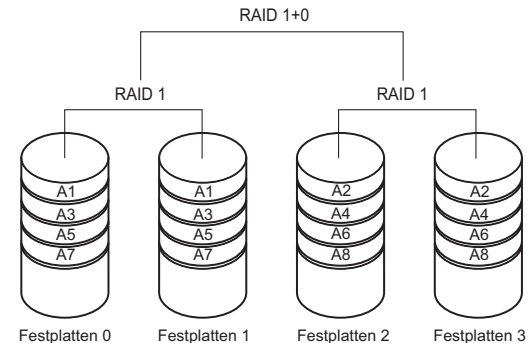 RAID 1+0
RAID 1 RAID 1
A1 A1 A2 A2
A3 A3 A4 A4
A5 A5 A6 A6
A7 A7 A8 A8
Festplatten 0 Festplatten 1 Festplatten 2 Festplatten 3